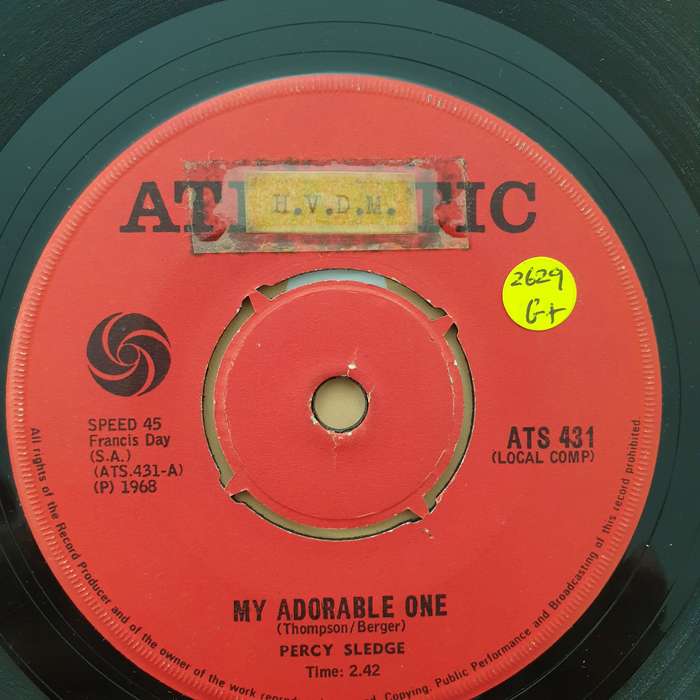 AT TIC
H.V.D.M.
2629
G+
SPEED 45
Francis Day
(S.A.)
(ATS.431-A)
(P) 1968
ATS 431
(LOCAL COMP)
MY ADORABLE ONE
(Thompson/Berger)
PERCY SLEDGE
Time: 2.42
All rights of the Record Producer and of the owner of the work reproduced reserved. Copying. Public Performance and Broadcasting of this record prohibited.